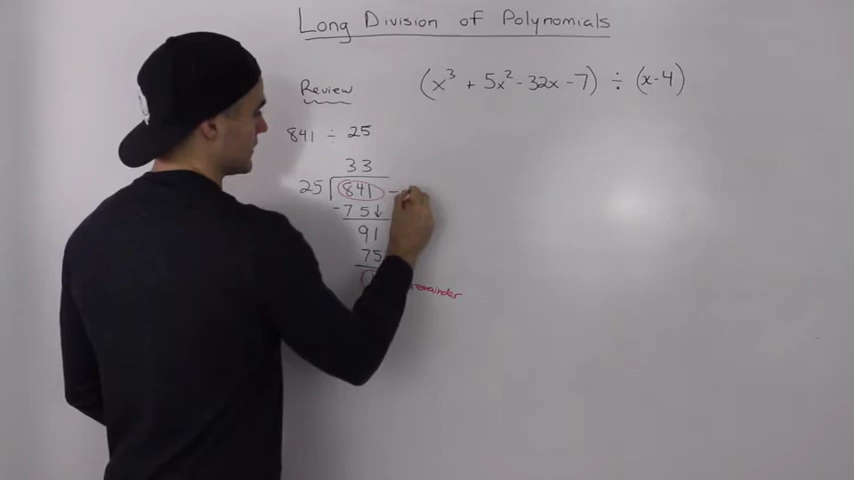 Long Division of Polynomials
Review
(x³ + 5x² - 32x - 7) ÷ (x - 4)
841 ÷ 25
33
25 841 -
- 75↓
91
75
remainder